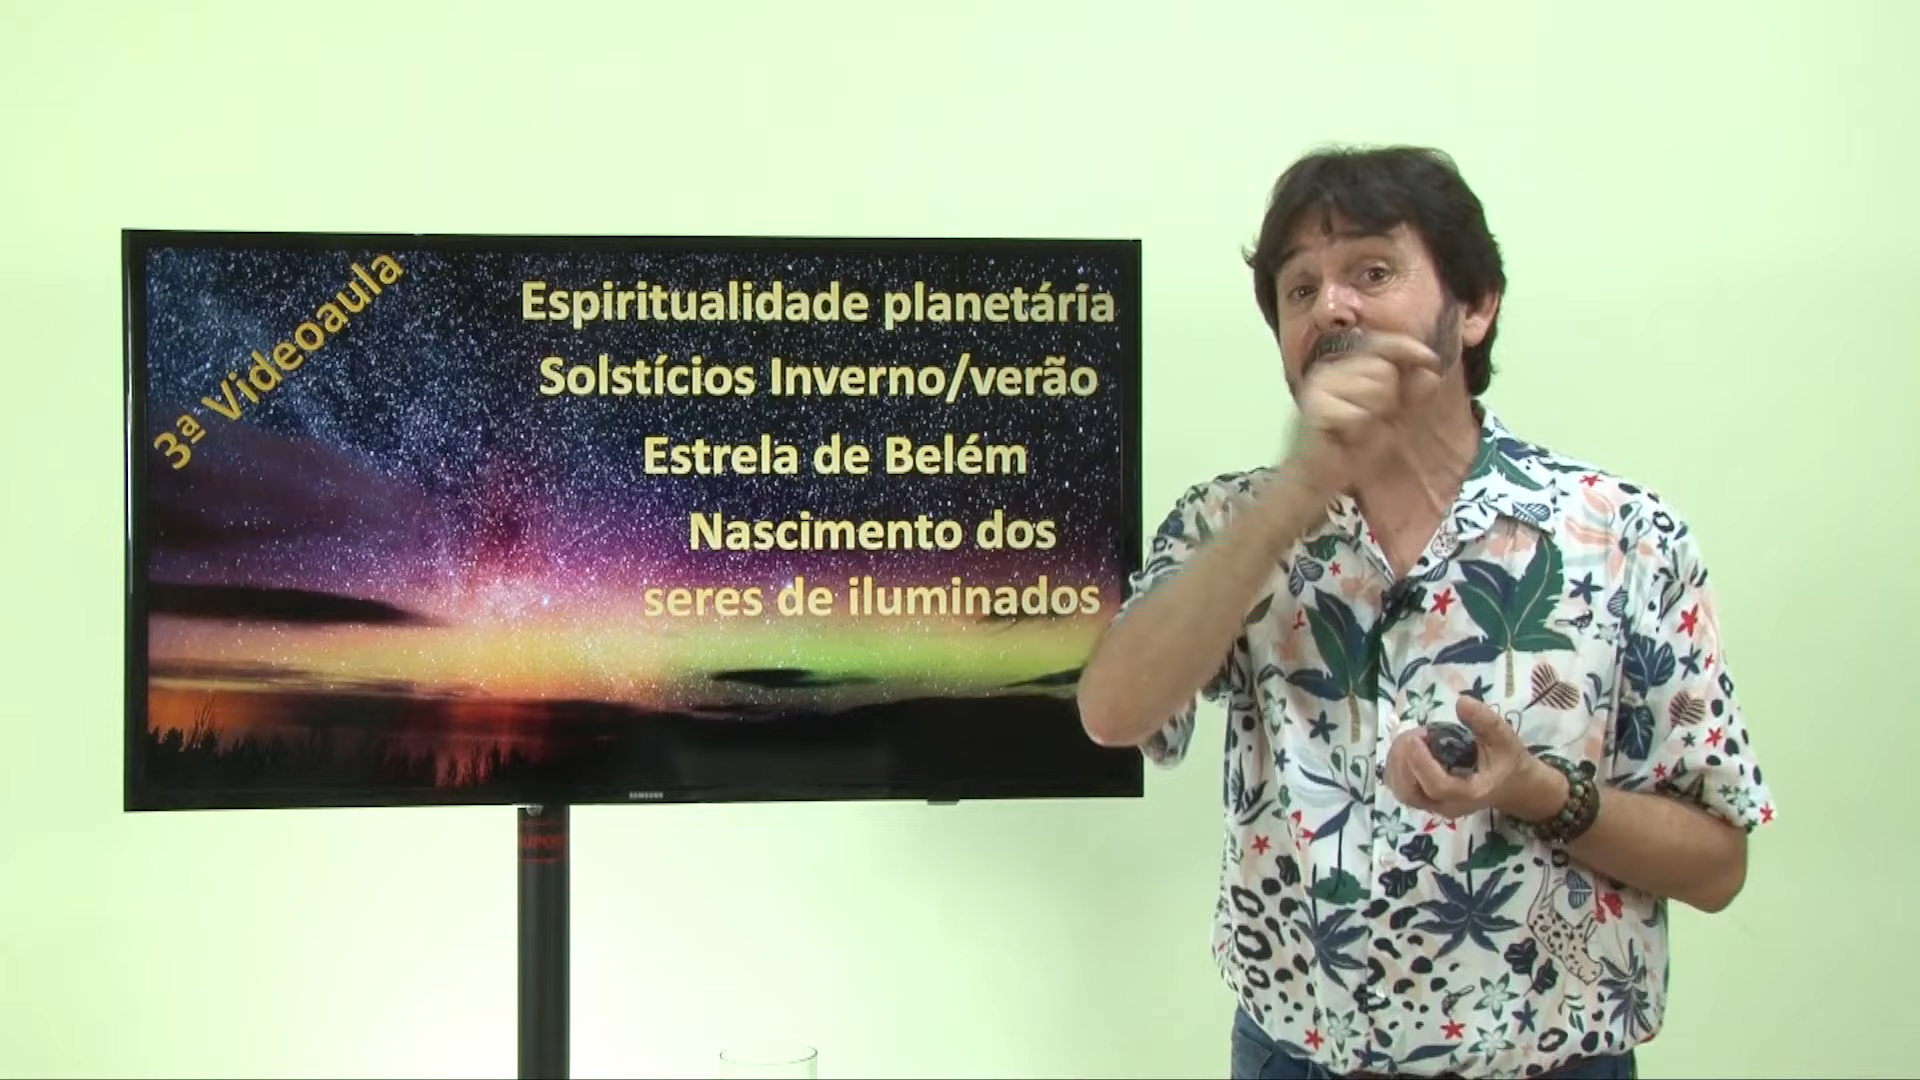 3ª Videoaula
Espiritualidade planetária
Solstícios Inverno/verão
Estrela de Belém
Nascimento dos
seres de iluminados
SAMSUNG